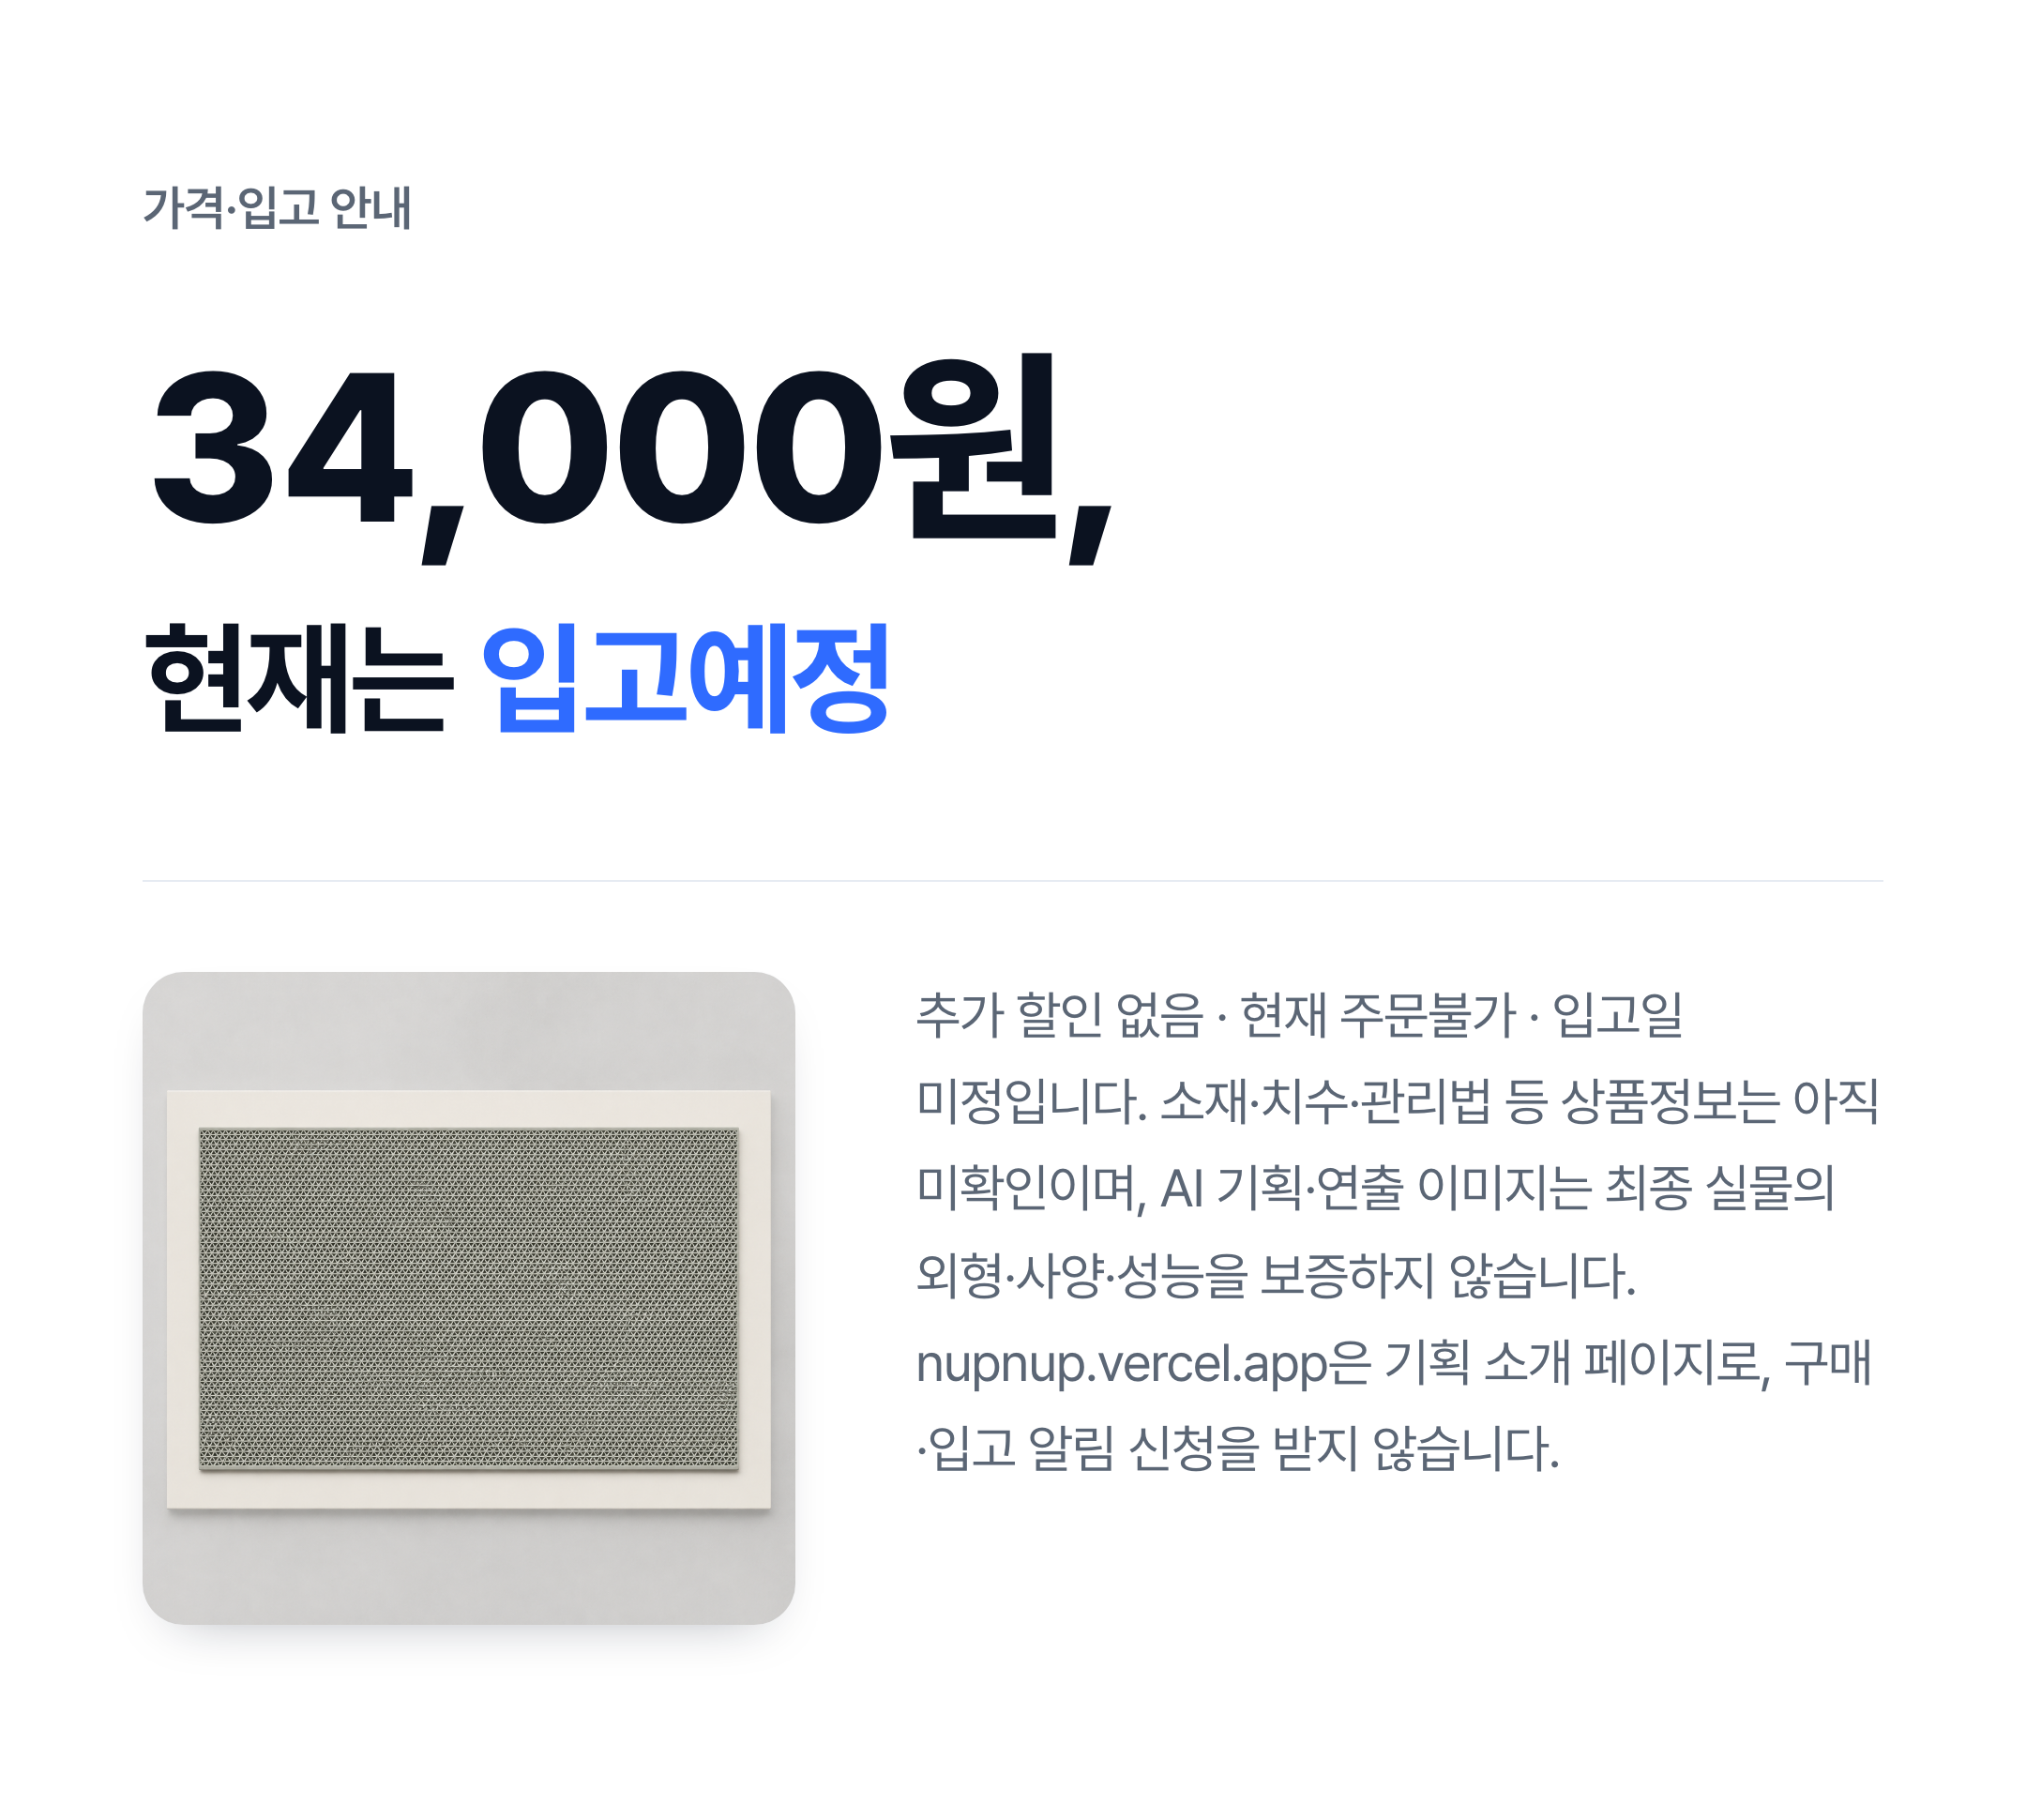 가격·입고 안내
34,000원,
현재는 입고예정
추가 할인 없음 · 현재 주문불가 · 입고일
미정입니다. 소재·치수·관리법 등 상품정보는 아직
미확인이며, AI 기획·연출 이미지는 최종 실물의
외형·사양·성능을 보증하지 않습니다.
nupnup.vercel.app은 기획 소개 페이지로, 구매
·입고 알림 신청을 받지 않습니다.